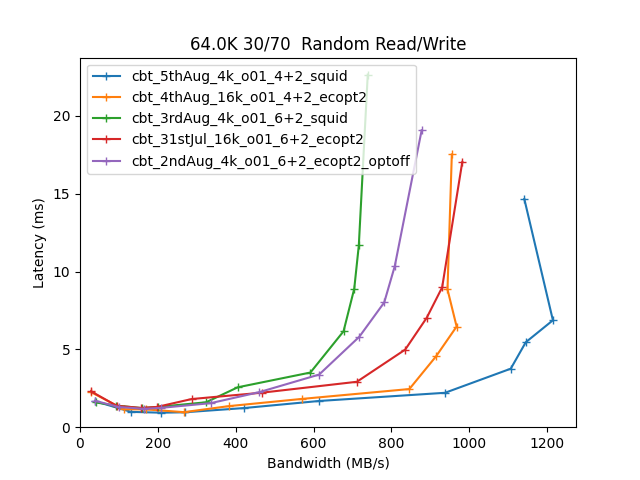 64.0K 30/70  Random Read/Write
cbt_5thAug_4k_o01_4+2_squid
cbt_4thAug_16k_o01_4+2_ecopt2
cbt_3rdAug_4k_o01_6+2_squid
cbt_31stJul_16k_o01_6+2_ecopt2
cbt_2ndAug_4k_o01_6+2_ecopt2_optoff
Latency (ms)
20
15
10
5
0
0 200 400 600 800 1000 1200
Bandwidth (MB/s)